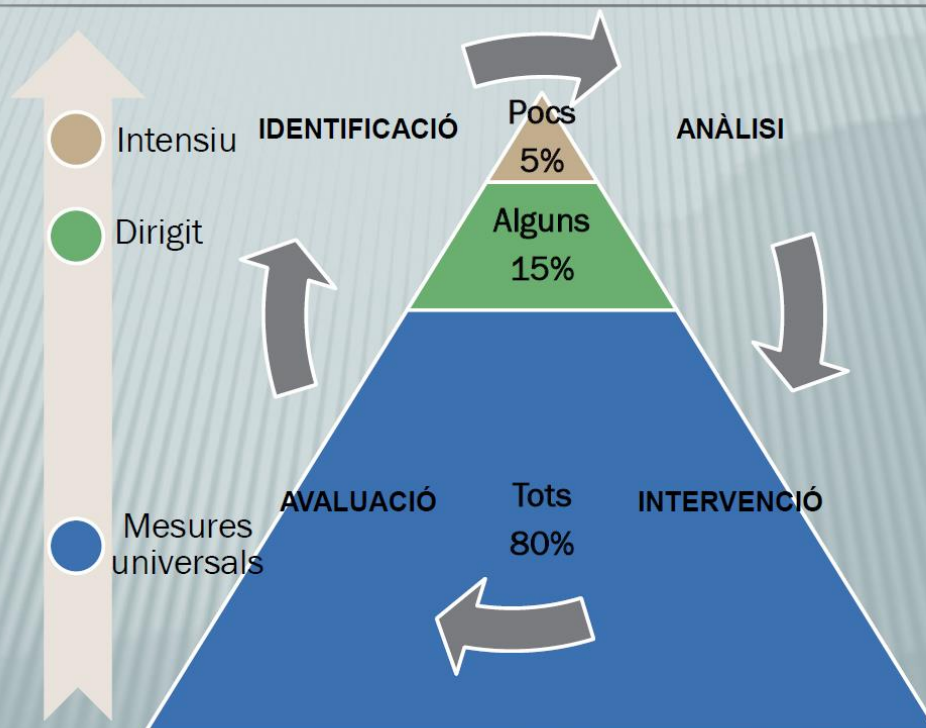 Intensiu
Dirigit
Mesures
universals
IDENTIFICACIÓ
Pocs
5%
ANÀLISI
Alguns
15%
AVALUACIÓ
Tots
80%
INTERVENCIÓ